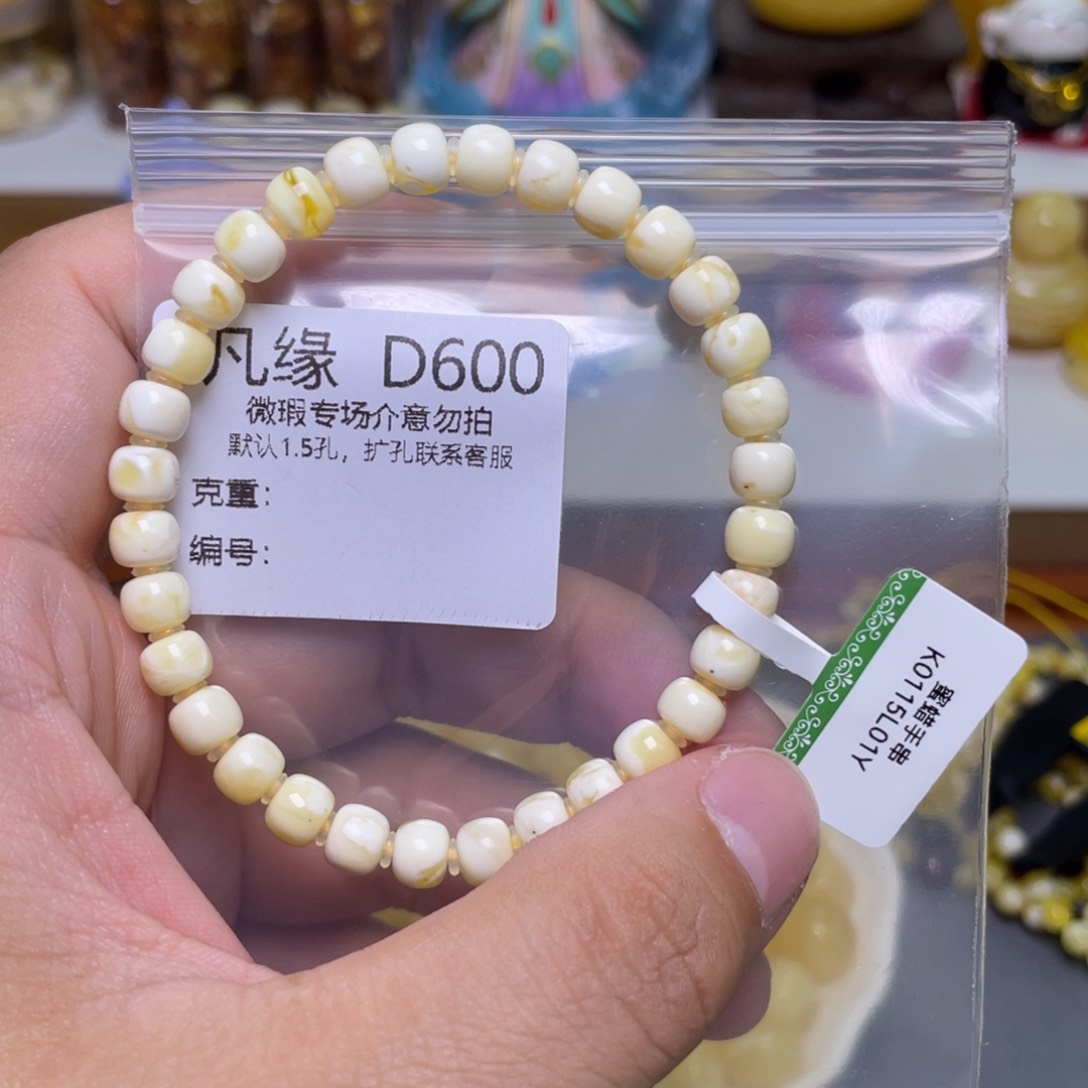 凡缘 D600
微瑕专场介意勿拍
默认1.5孔，扩孔联系客服
克重：
编号：
蜜蜡手串
K0115L01Y